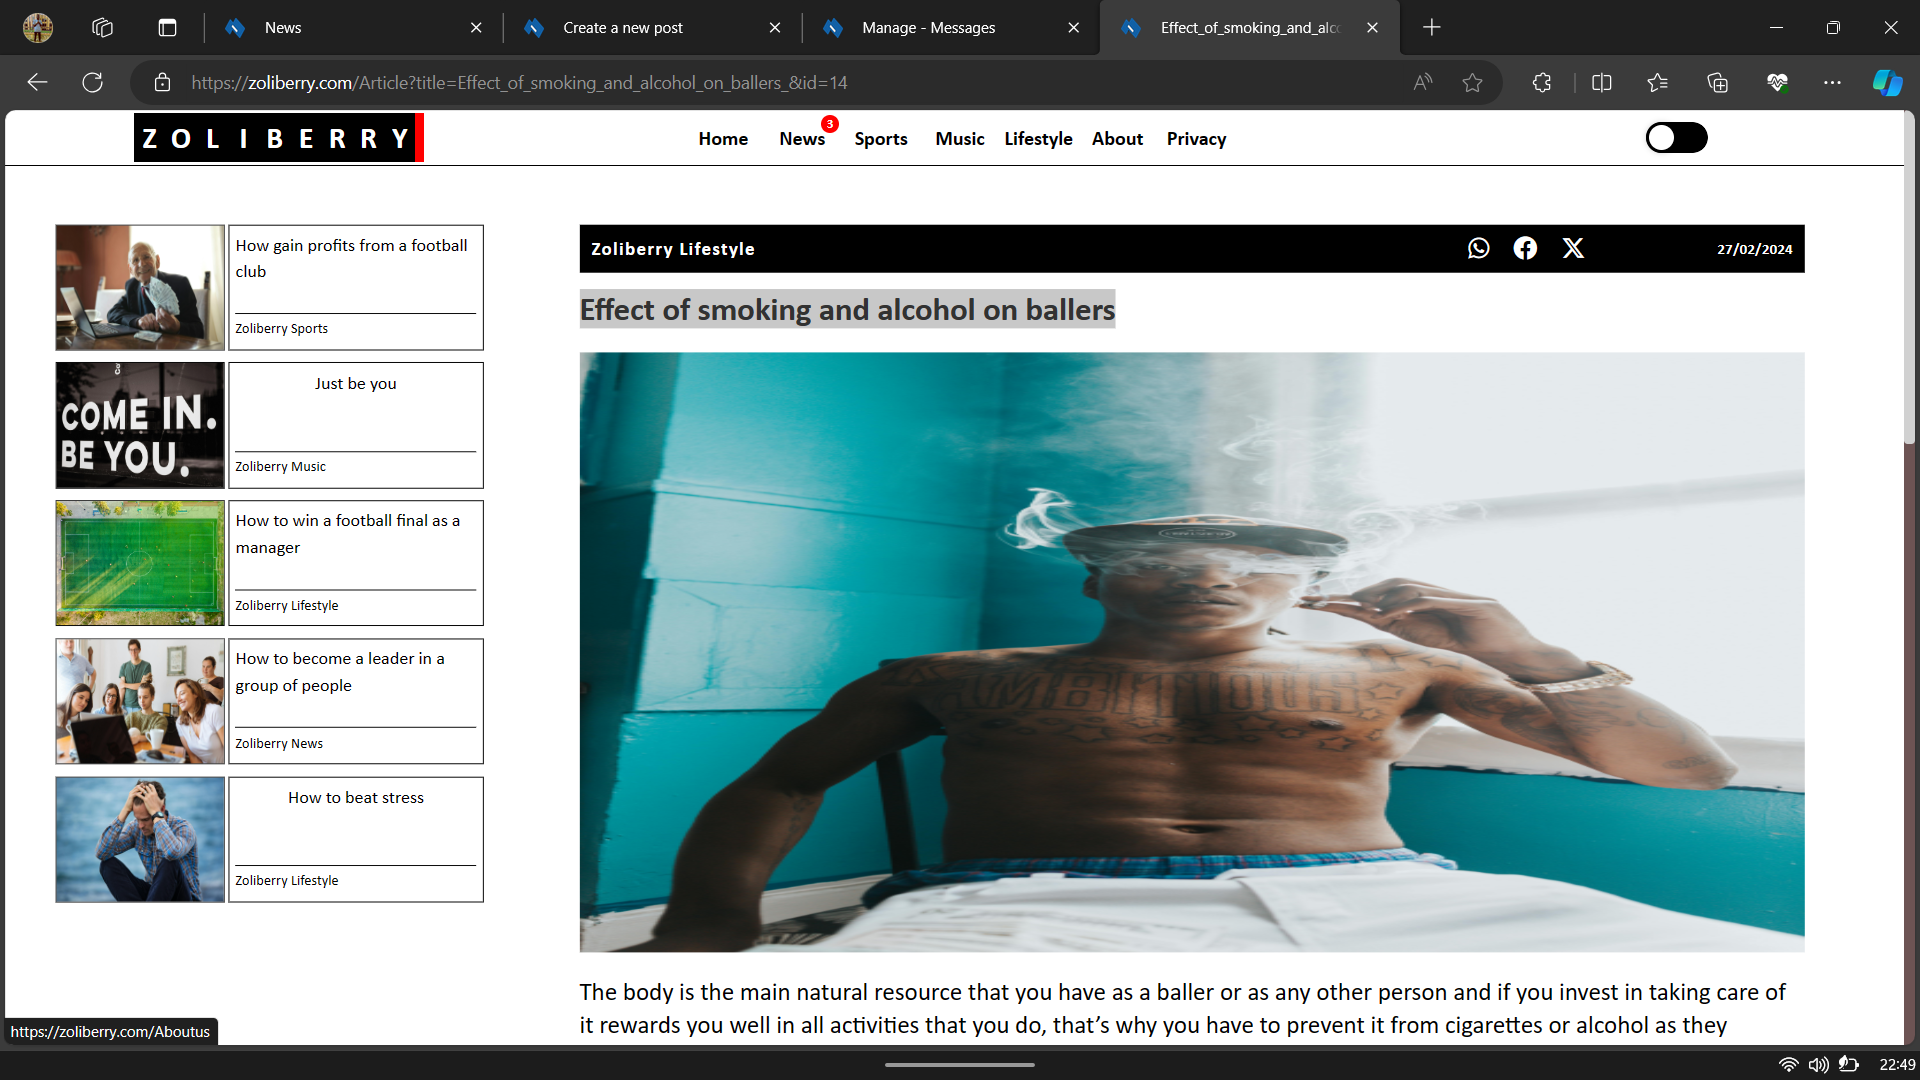 News
Create a new post
Manage - Messages
Effect_of_smoking_and_alco
https://zoliberry.com/Article?title=Effect_of_smoking_and_alcohol_on_ballers_&id=14
ZOLIBERRY
Home News 3 Sports Music Lifestyle About Privacy
How gain profits from a football
club
Zoliberry Sports
COME IN.
BE YOU.
Just be you
Zoliberry Music
How to win a football final as a
manager
Zoliberry Lifestyle
How to become a leader in a
group of people
Zoliberry News
How to beat stress
Zoliberry Lifestyle
Zoliberry Lifestyle 27/02/2024
Effect of smoking and alcohol on ballers
AMBITIOUS
The body is the main natural resource that you have as a baller or as any other person and if you invest in taking care of
it rewards you well in all activities that you do, that’s why you have to prevent it from cigarettes or alcohol as they
https://zoliberry.com/Aboutus
22:49